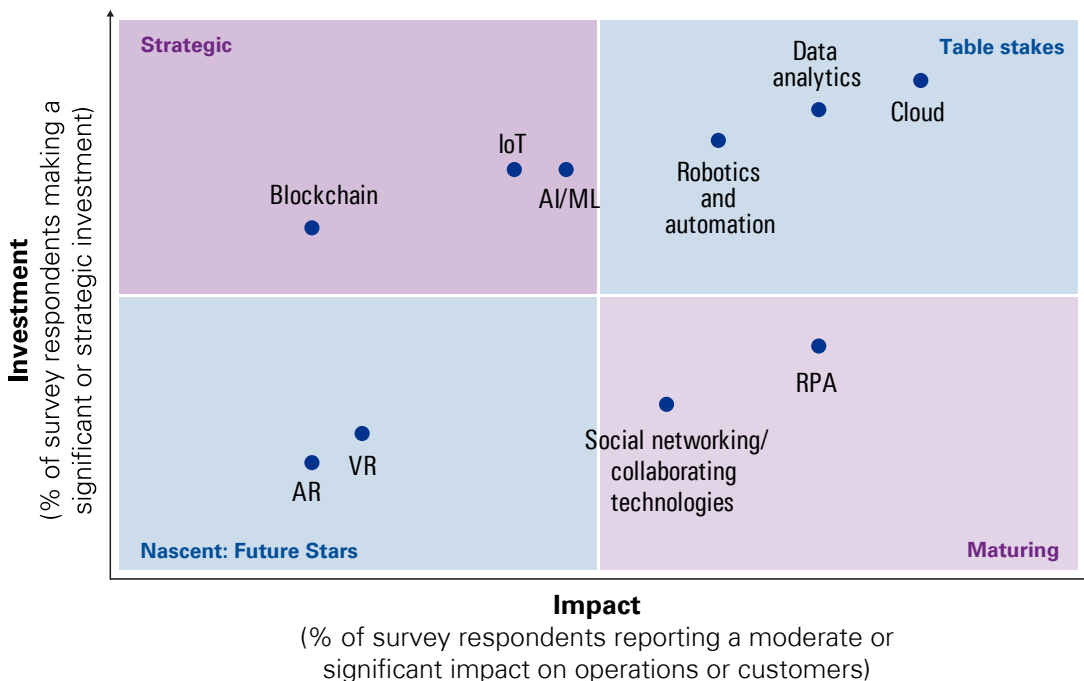 Strategic
Table stakes
Data
analytics
Cloud
IoT
AI/ML
Robotics
and
automation
Blockchain
RPA
Social networking/
collaborating
technologies
VR
AR
Nascent: Future Stars
Maturing
Investment
(% of survey respondents making a
significant or strategic investment)
Impact
(% of survey respondents reporting a moderate or
significant impact on operations or customers)